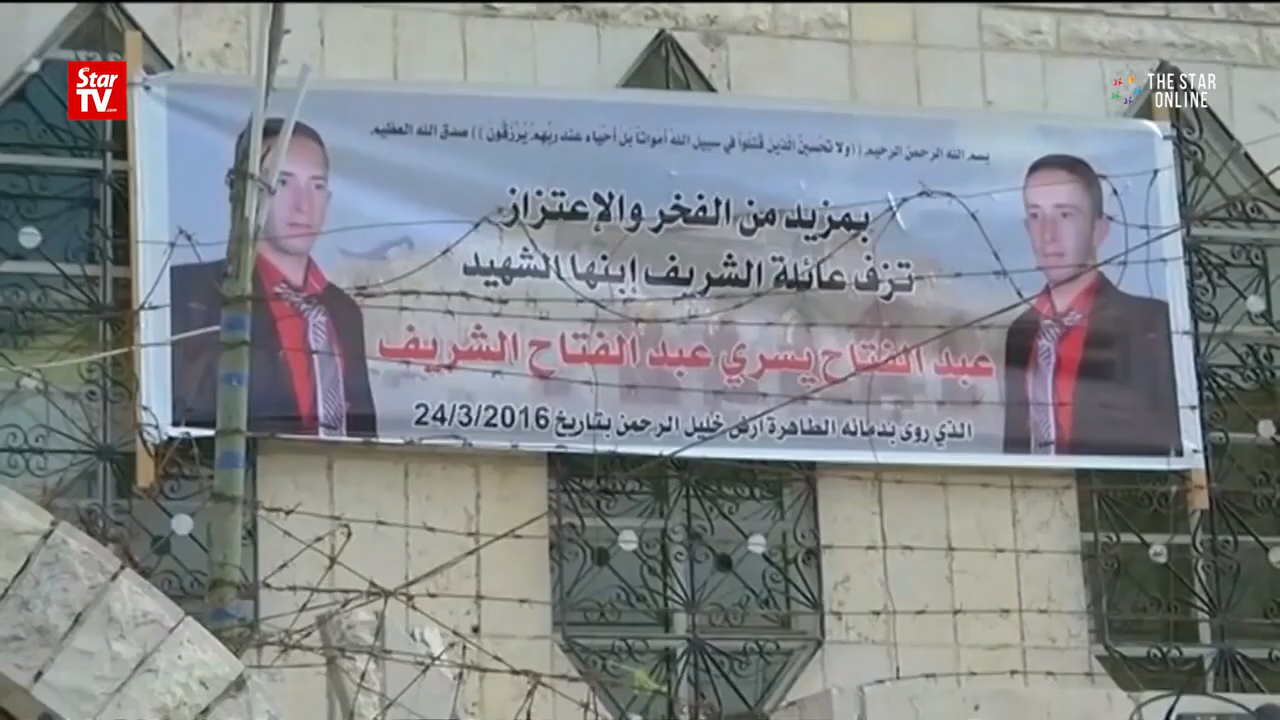 Star
TV.com
THE STAR
ONLINE
بسم الله الرحمن الرحيم ((ولا تحسبن الذين قتلوا في سبيل الله أمواتا بل أحياء عند ربهم يرزقون)) صدق الله العظيم
بمزيد من الفخر والإعتزاز
تزف عائلة الشريف إبنها الشهيد
عبد الفتاح يسري عبد الفتاح الشريف
الذي روى بدمائه الطاهرة ارض خليل الرحمن بتاريخ 24/3/2016